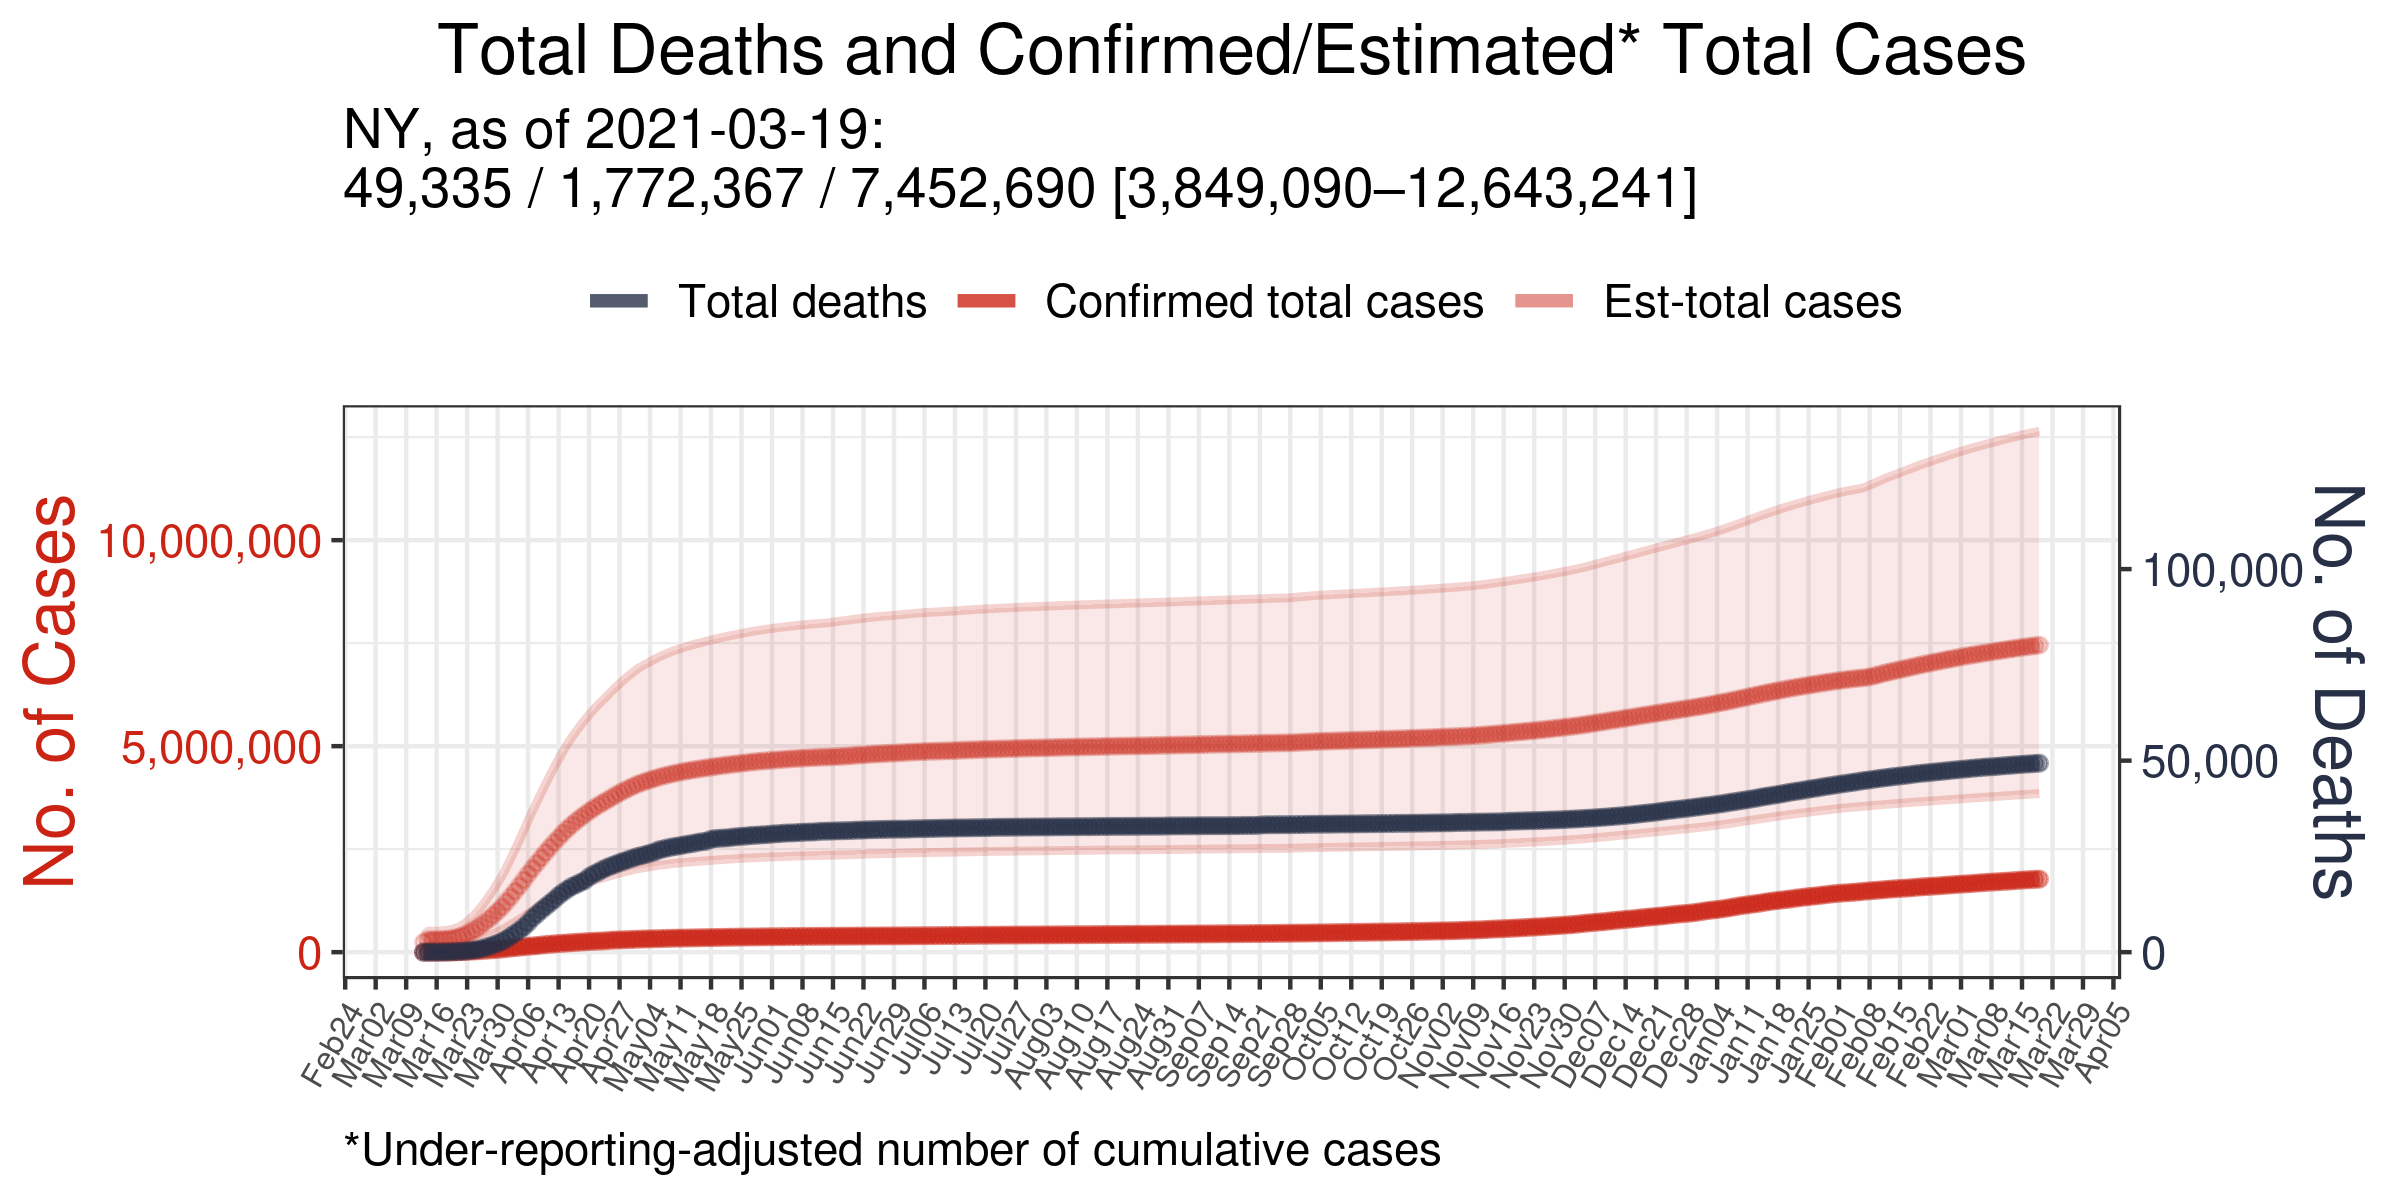 Total Deaths and Confirmed/Estimated* Total Cases
NY, as of 2021-03-19:
49,335 / 1,772,367 / 7,452,690 [3,849,090–12,643,241]
Total deaths
Confirmed total cases
Est-total cases
No. of Cases
10,000,000
5,000,000
0
No. of Deaths
100,000
50,000
0
Feb24
Mar02
Mar09
Mar16
Mar23
Mar30
Apr06
Apr13
Apr20
Apr27
May04
May11
May18
May25
Jun01
Jun08
Jun15
Jun22
Jun29
Jul06
Jul13
Jul20
Jul27
Aug03
Aug10
Aug17
Aug24
Aug31
Sep07
Sep14
Sep21
Sep28
Oct05
Oct12
Oct19
Oct26
Nov02
Nov09
Nov16
Nov23
Nov30
Dec07
Dec14
Dec21
Dec28
Jan04
Jan11
Jan18
Jan25
Feb01
Feb08
Feb15
Feb22
Mar01
Mar08
Mar15
Mar22
Mar29
Apr05
*Under-reporting-adjusted number of cumulative cases